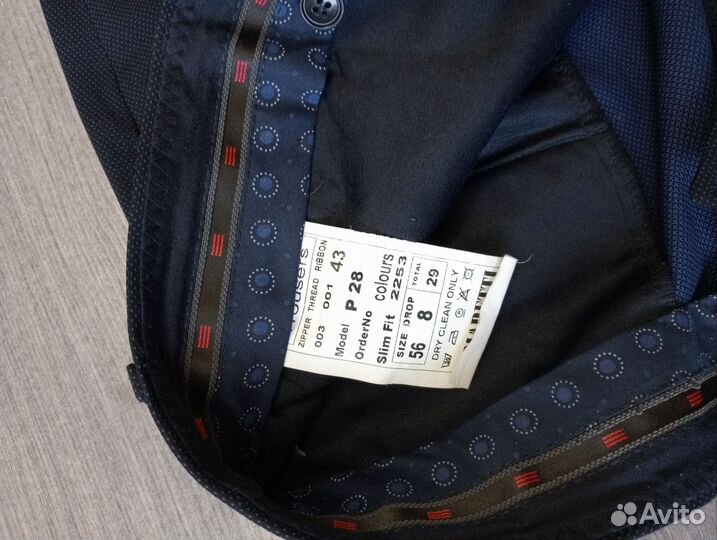 ZIPPER THREAD RIBBON
003 001 43
Model P 28
OrderNo colours
Slim Fit 2253
SIZE DROP TOTAL
56 8 29
DRY CLEAN ONLY
Avito